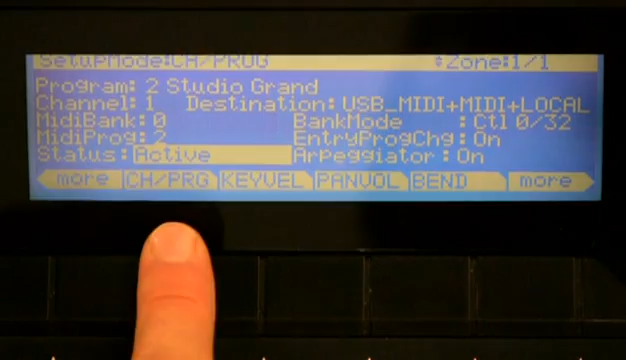 SetupMode:CH/PROG ÷Zone:1/1
Program: 2 Studio Grand
Channel: 1 Destination: USB_MIDI+MIDI+LOCAL
MidiBank: 0 BankMode : Ctl 0/32
MidiProg: 2 EntryProgChg: On
Status: Active Arpeggiator: On
more CH/PRG KEYVEL PANVOL BEND more